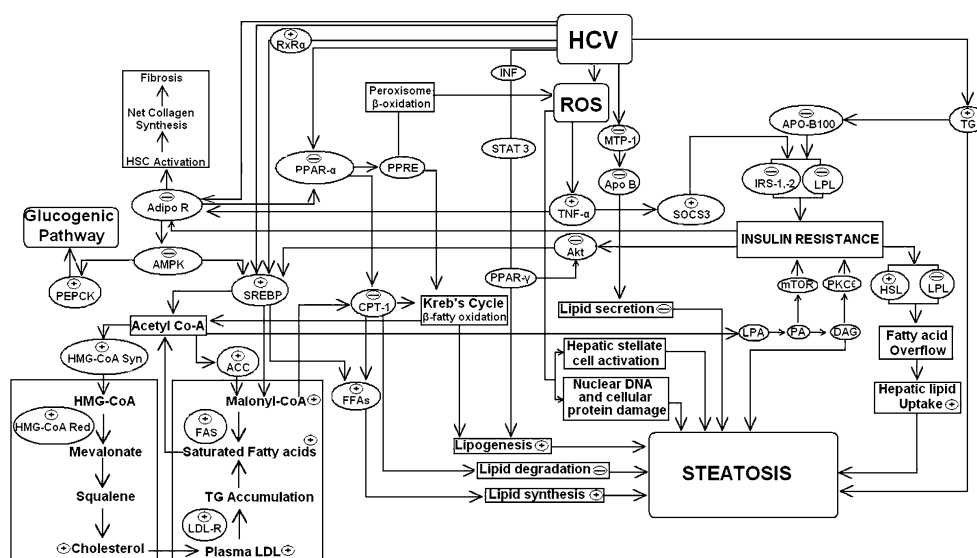 HCV
RxRα
INF
ROS
Fibrosis
Net Collagen
Synthesis
HSC Activation
Peroxisome
β-oxidation
STAT 3
MTP-1
APO-B100
TG
PPAR-α
PPRE
Apo B
IRS-1,-2
LPL
Adipo R
TNF-α
SOCS3
Glucogenic
Pathway
AMPK
Akt
INSULIN RESISTANCE
PEPCK
SREBP
PPAR-γ
mTOR
PKCε
HSL
LPL
CPT-1
Kreb's Cycle
β-fatty oxidation
Lipid secretion
Acetyl Co-A
LPA
PA
DAG
Fatty acid
Overflow
HMG-CoA Syn
ACC
Hepatic stellate
cell activation
FFAs
Nuclear DNA
and cellular
protein damage
Hepatic lipid
Uptake
HMG-CoA
Malonyl-CoA
HMG-CoA Red
FAS
Mevalonate
Saturated Fatty acids
Lipogenesis
STEATOSIS
Lipid degradation
Squalene
TG Accumulation
Lipid synthesis
LDL-R
Cholesterol
Plasma LDL